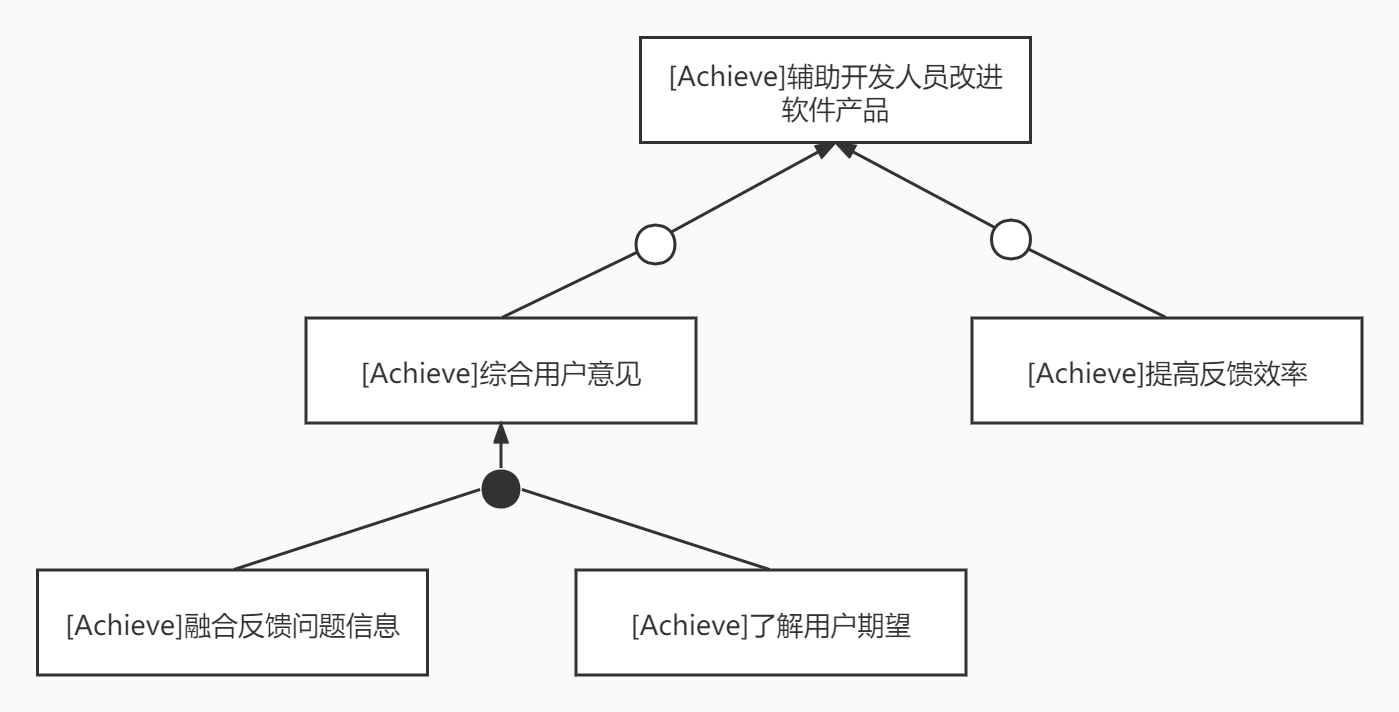 [Achieve]辅助开发人员改进
软件产品
[Achieve]综合用户意见
[Achieve]提高反馈效率
[Achieve]融合反馈问题信息
[Achieve]了解用户期望